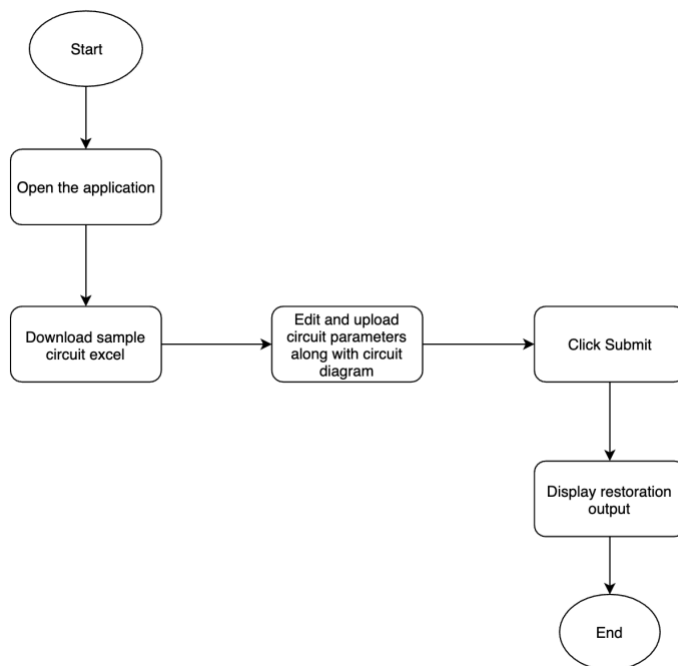 Start
Open the application
Download sample
circuit excel
Edit and upload
circuit parameters
along with circuit
diagram
Click Submit
Display restoration
output
End